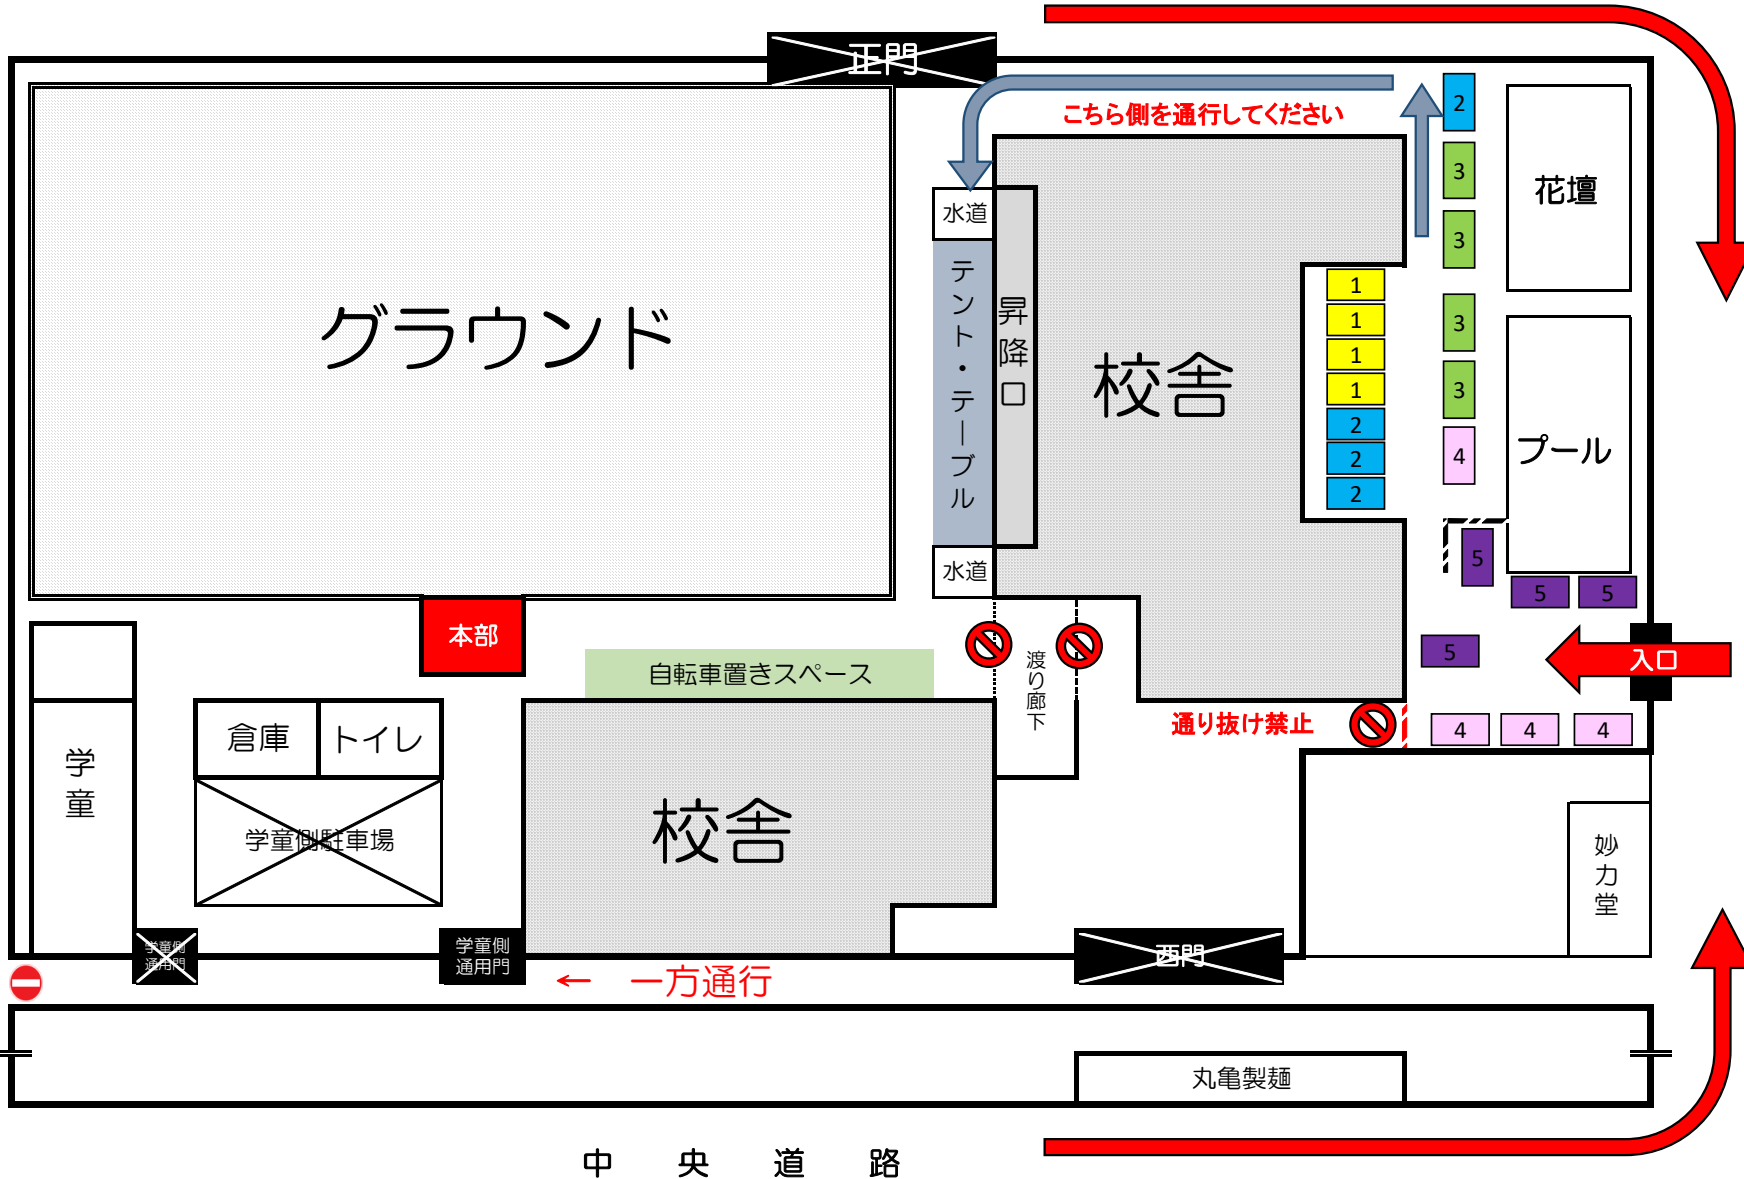 正門
こちら側を通行してください
2
3
花壇
3
水道
テント・テーブル
昇降口
グラウンド
校舎
1
1
1
1
2
2
2
3
3
4
プール
5
5
5
水道
本部
自転車置きスペース
渡り廊下
5
入口
通り抜け禁止
4
4
4
倉庫
トイレ
学童
学童側駐車場
校舎
妙力堂
学童側
通用門
学童側
通用門
西門
← 一方通行
丸亀製麺
中央道路